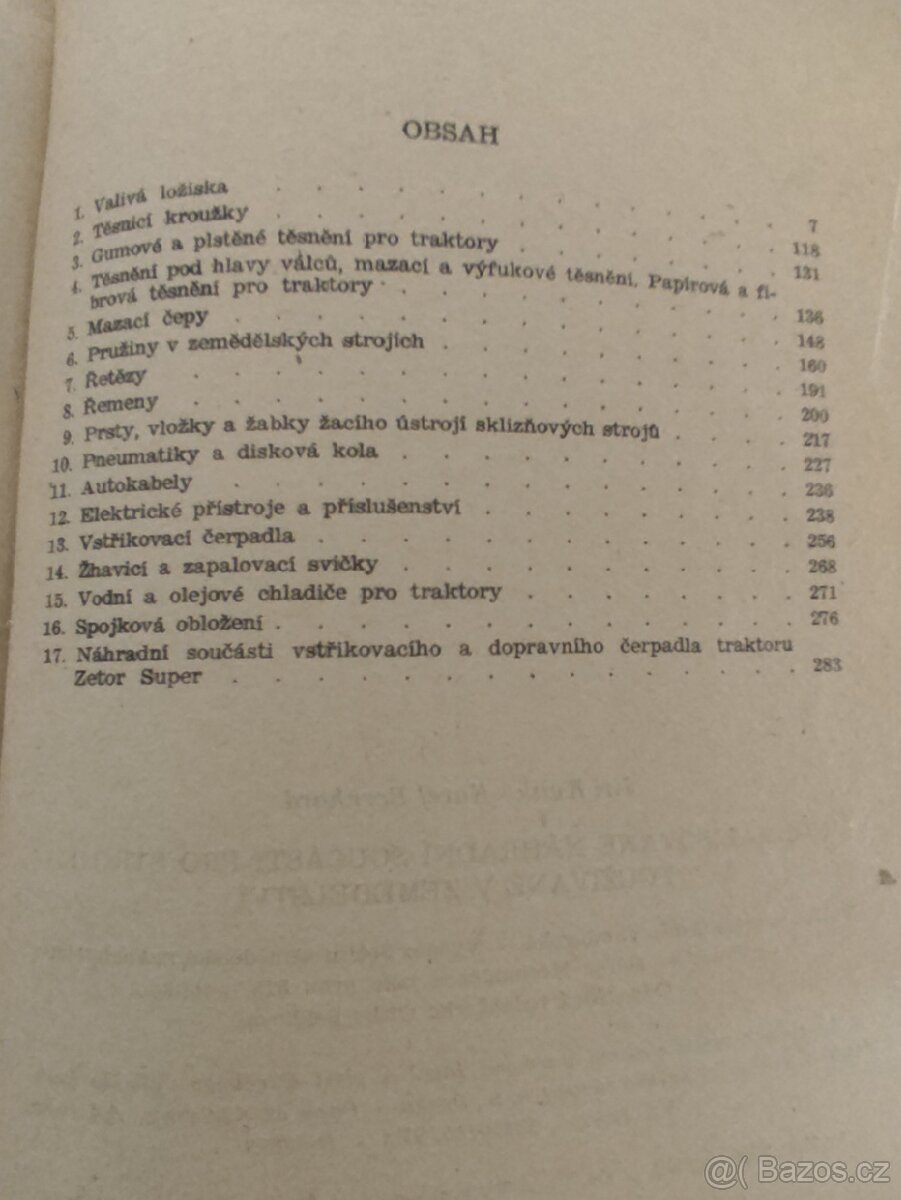 OBSAH
1. Valivá ložiska . . . . . . . . . . . 7
2. Těsnicí kroužky . . . . . . . . . . . 118
3. Gumové a plstěné těsnění pro traktory . . . . . 131
4. Těsnění pod hlavy válců, mazací a výfukové těsnění. Papírová a fi-
brová těsnění pro traktory . . . . . . . . . 136
5. Mazací čepy . . . . . . . . . . . . 148
6. Pružiny v zemědělských strojích . . . . . . . 160
7. Řetězy . . . . . . . . . . . . . 191
8. Řemeny . . . . . . . . . . . . . 200
9. Prsty, vložky a žabky žacího ústrojí sklizňových strojů . . . 217
10. Pneumatiky a disková kola . . . . . . . . 227
11. Autokabely . . . . . . . . . . . . 236
12. Elektrické přístroje a příslušenství . . . . . . 238
13. Vstřikovací čerpadla . . . . . . . . . . 256
14. Žhavicí a zapalovací svíčky . . . . . . . . 268
15. Vodní a olejové chladiče pro traktory . . . . . 271
16. Spojková obložení . . . . . . . . . . . 276
17. Náhradní součásti vstřikovacího a dopravního čerpadla traktoru
Zetor Super . . . . . . . . . . . . 283
@( Bazos.cz